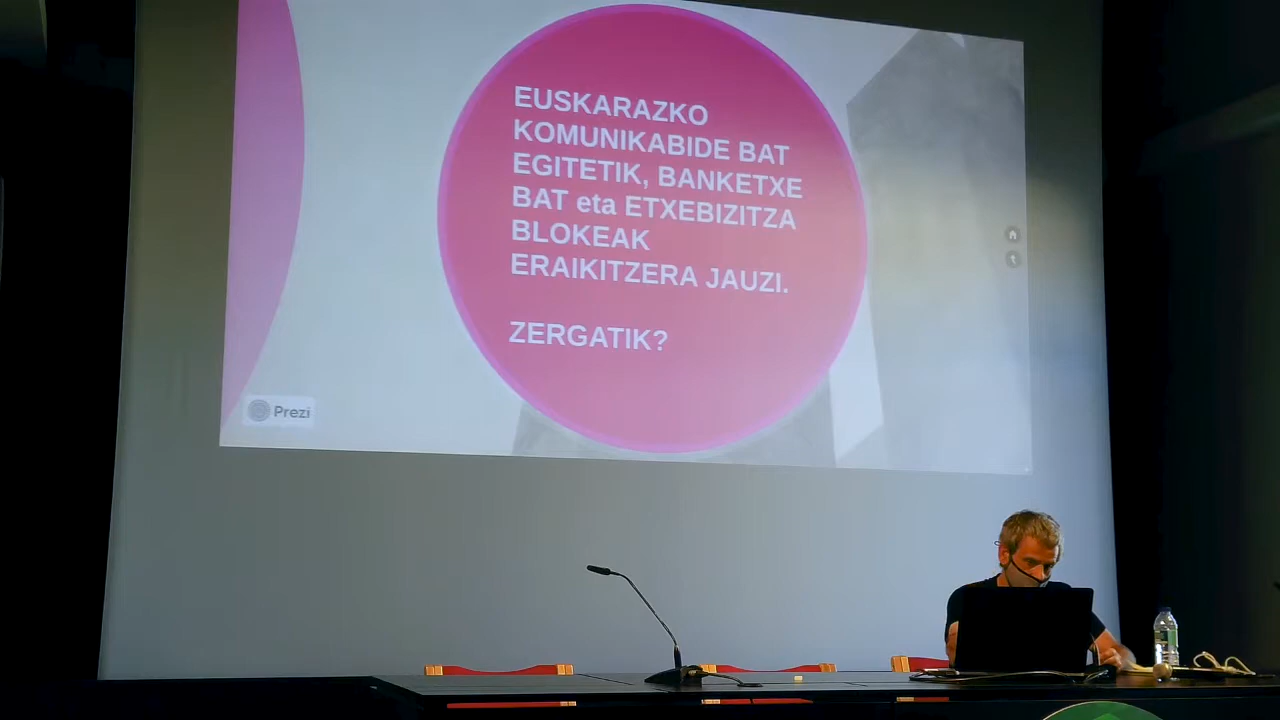 EUSKARAZKO
KOMUNIKABIDE BAT
EGITETIK, BANKETXE
BAT eta ETXEBIZITZA
BLOKEAK
ERAIKITZERA JAUZI.
ZERGATIK?
Prezi